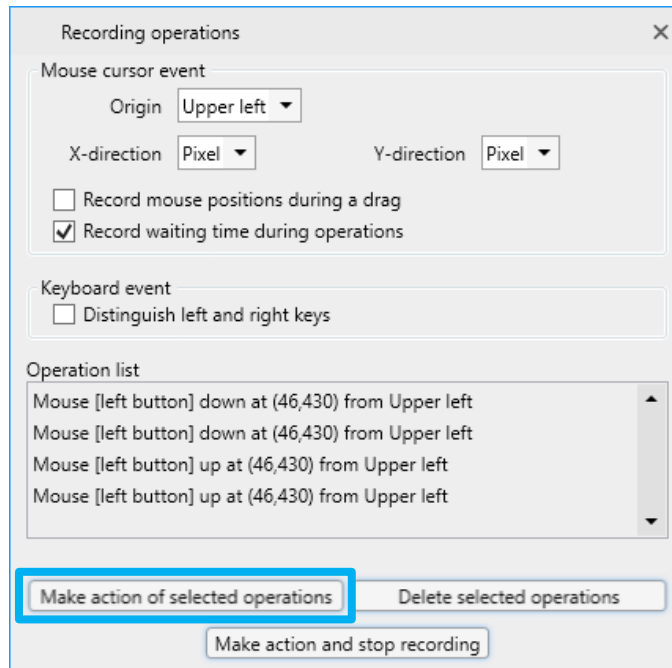 Recording operations
Mouse cursor event
Origin Upper left
X-direction Pixel Y-direction Pixel
Record mouse positions during a drag
Record waiting time during operations
Keyboard event
Distinguish left and right keys
Operation list
Mouse [left button] down at (46,430) from Upper left
Mouse [left button] down at (46,430) from Upper left
Mouse [left button] up at (46,430) from Upper left
Mouse [left button] up at (46,430) from Upper left
Make action of selected operations Delete selected operations
Make action and stop recording